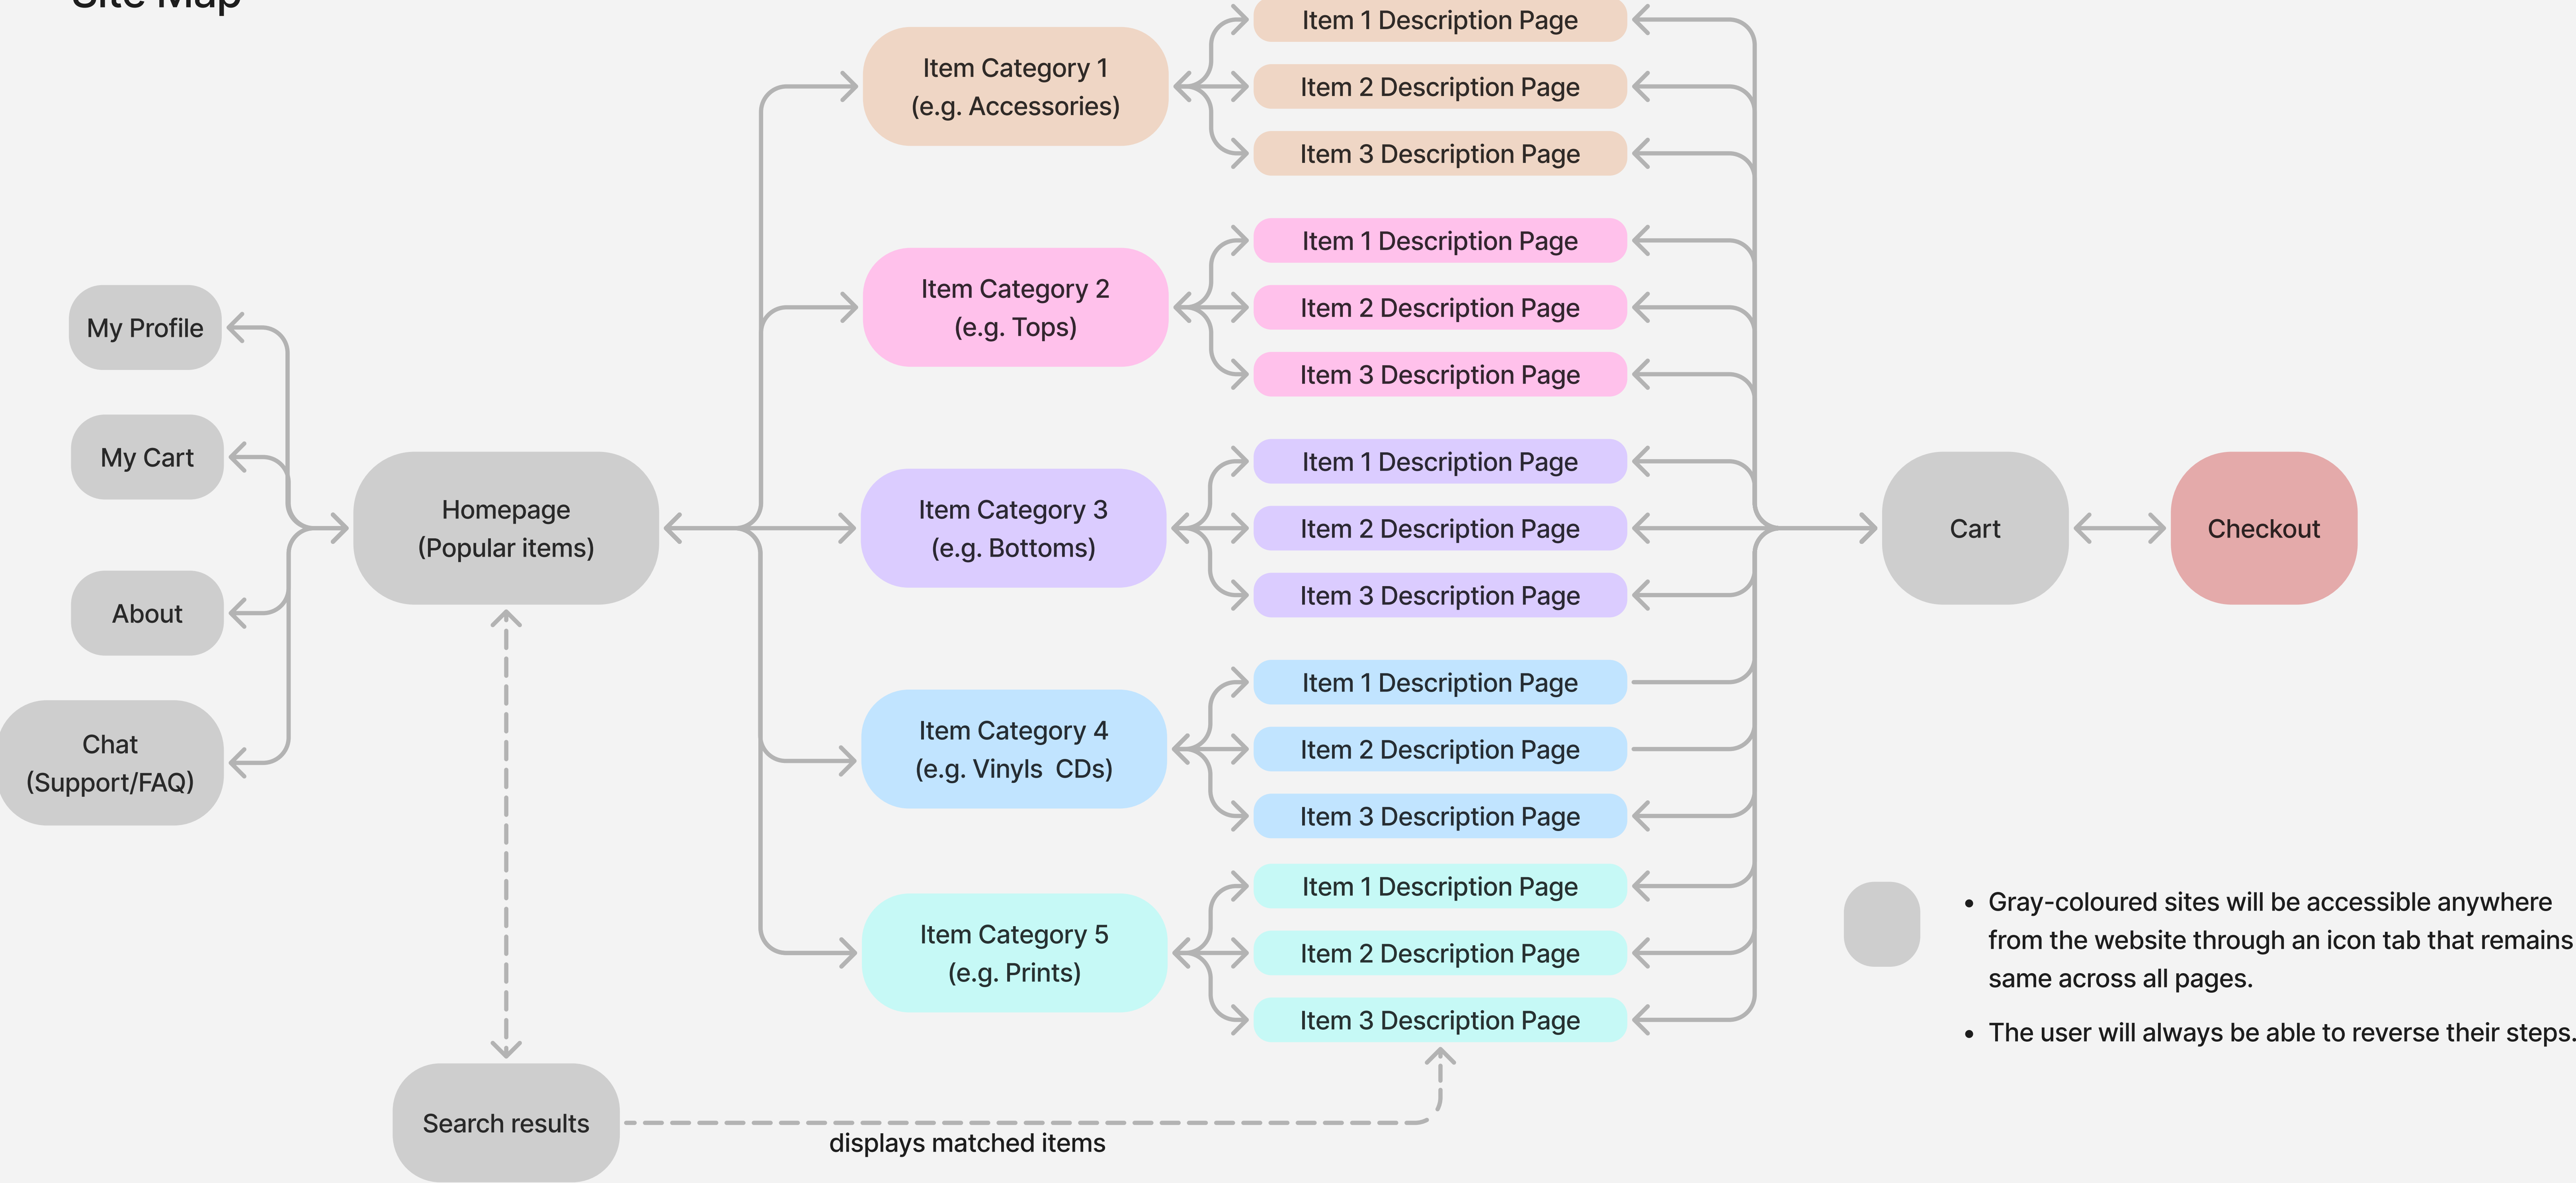 Site Map
Item Category 1
(e.g. Accessories)
Item 1 Description Page
Item 2 Description Page
Item 3 Description Page
Item Category 2
(e.g. Tops)
Item 1 Description Page
Item 2 Description Page
Item 3 Description Page
My Profile
My Cart
About
Chat
(Support/FAQ)
Homepage
(Popular items)
Item Category 3
(e.g. Bottoms)
Item 1 Description Page
Item 2 Description Page
Item 3 Description Page
Cart
Checkout
Item Category 4
(e.g. Vinyls  CDs)
Item 1 Description Page
Item 2 Description Page
Item 3 Description Page
Item Category 5
(e.g. Prints)
Item 1 Description Page
Item 2 Description Page
Item 3 Description Page
Search results
displays matched items
• Gray-coloured sites will be accessible anywhere
from the website through an icon tab that remains
same across all pages.
• The user will always be able to reverse their steps.